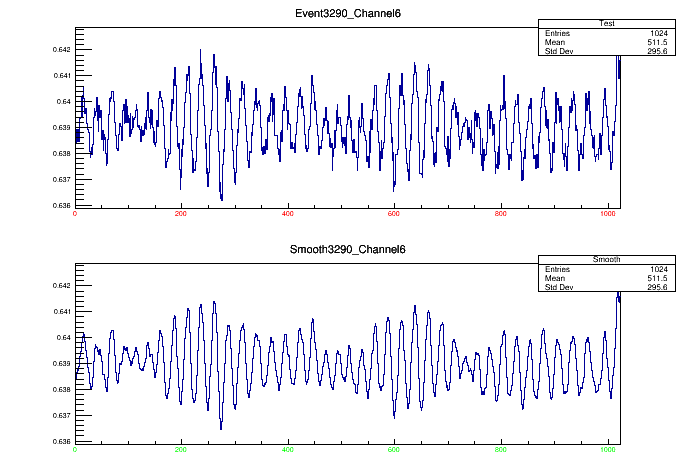 Event3290_Channel6
Test
Entries 1024
Mean 511.5
Std Dev 295.6
0.642
0.641
0.64
0.639
0.638
0.637
0.636
0 200 400 600 800 1000
Smooth3290_Channel6
Smooth
Entries 1024
Mean 511.5
Std Dev 295.6
0.642
0.641
0.64
0.639
0.638
0.637
0.636
0 200 400 600 800 1000